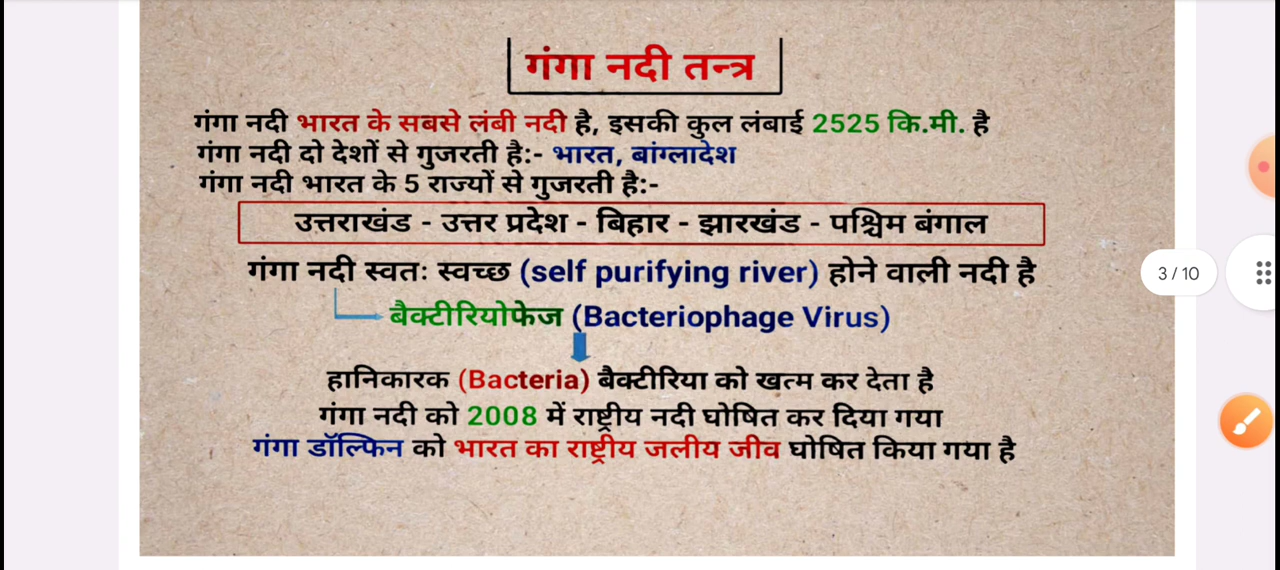 गंगा नदी तन्त्र
गंगा नदी भारत के सबसे लंबी नदी है, इसकी कुल लंबाई 2525 कि.मी. है
गंगा नदी दो देशों से गुजरती है:- भारत, बांग्लादेश
गंगा नदी भारत के 5 राज्यों से गुजरती है:-
उत्तराखंड - उत्तर प्रदेश - बिहार - झारखंड - पश्चिम बंगाल
गंगा नदी स्वतः स्वच्छ (self purifying river) होने वाली नदी है
3 / 10
बैक्टीरियोफेज (Bacteriophage Virus)
हानिकारक (Bacteria) बैक्टीरिया को खत्म कर देता है
गंगा नदी को 2008 में राष्ट्रीय नदी घोषित कर दिया गया
गंगा डॉल्फिन को भारत का राष्ट्रीय जलीय जीव घोषित किया गया है